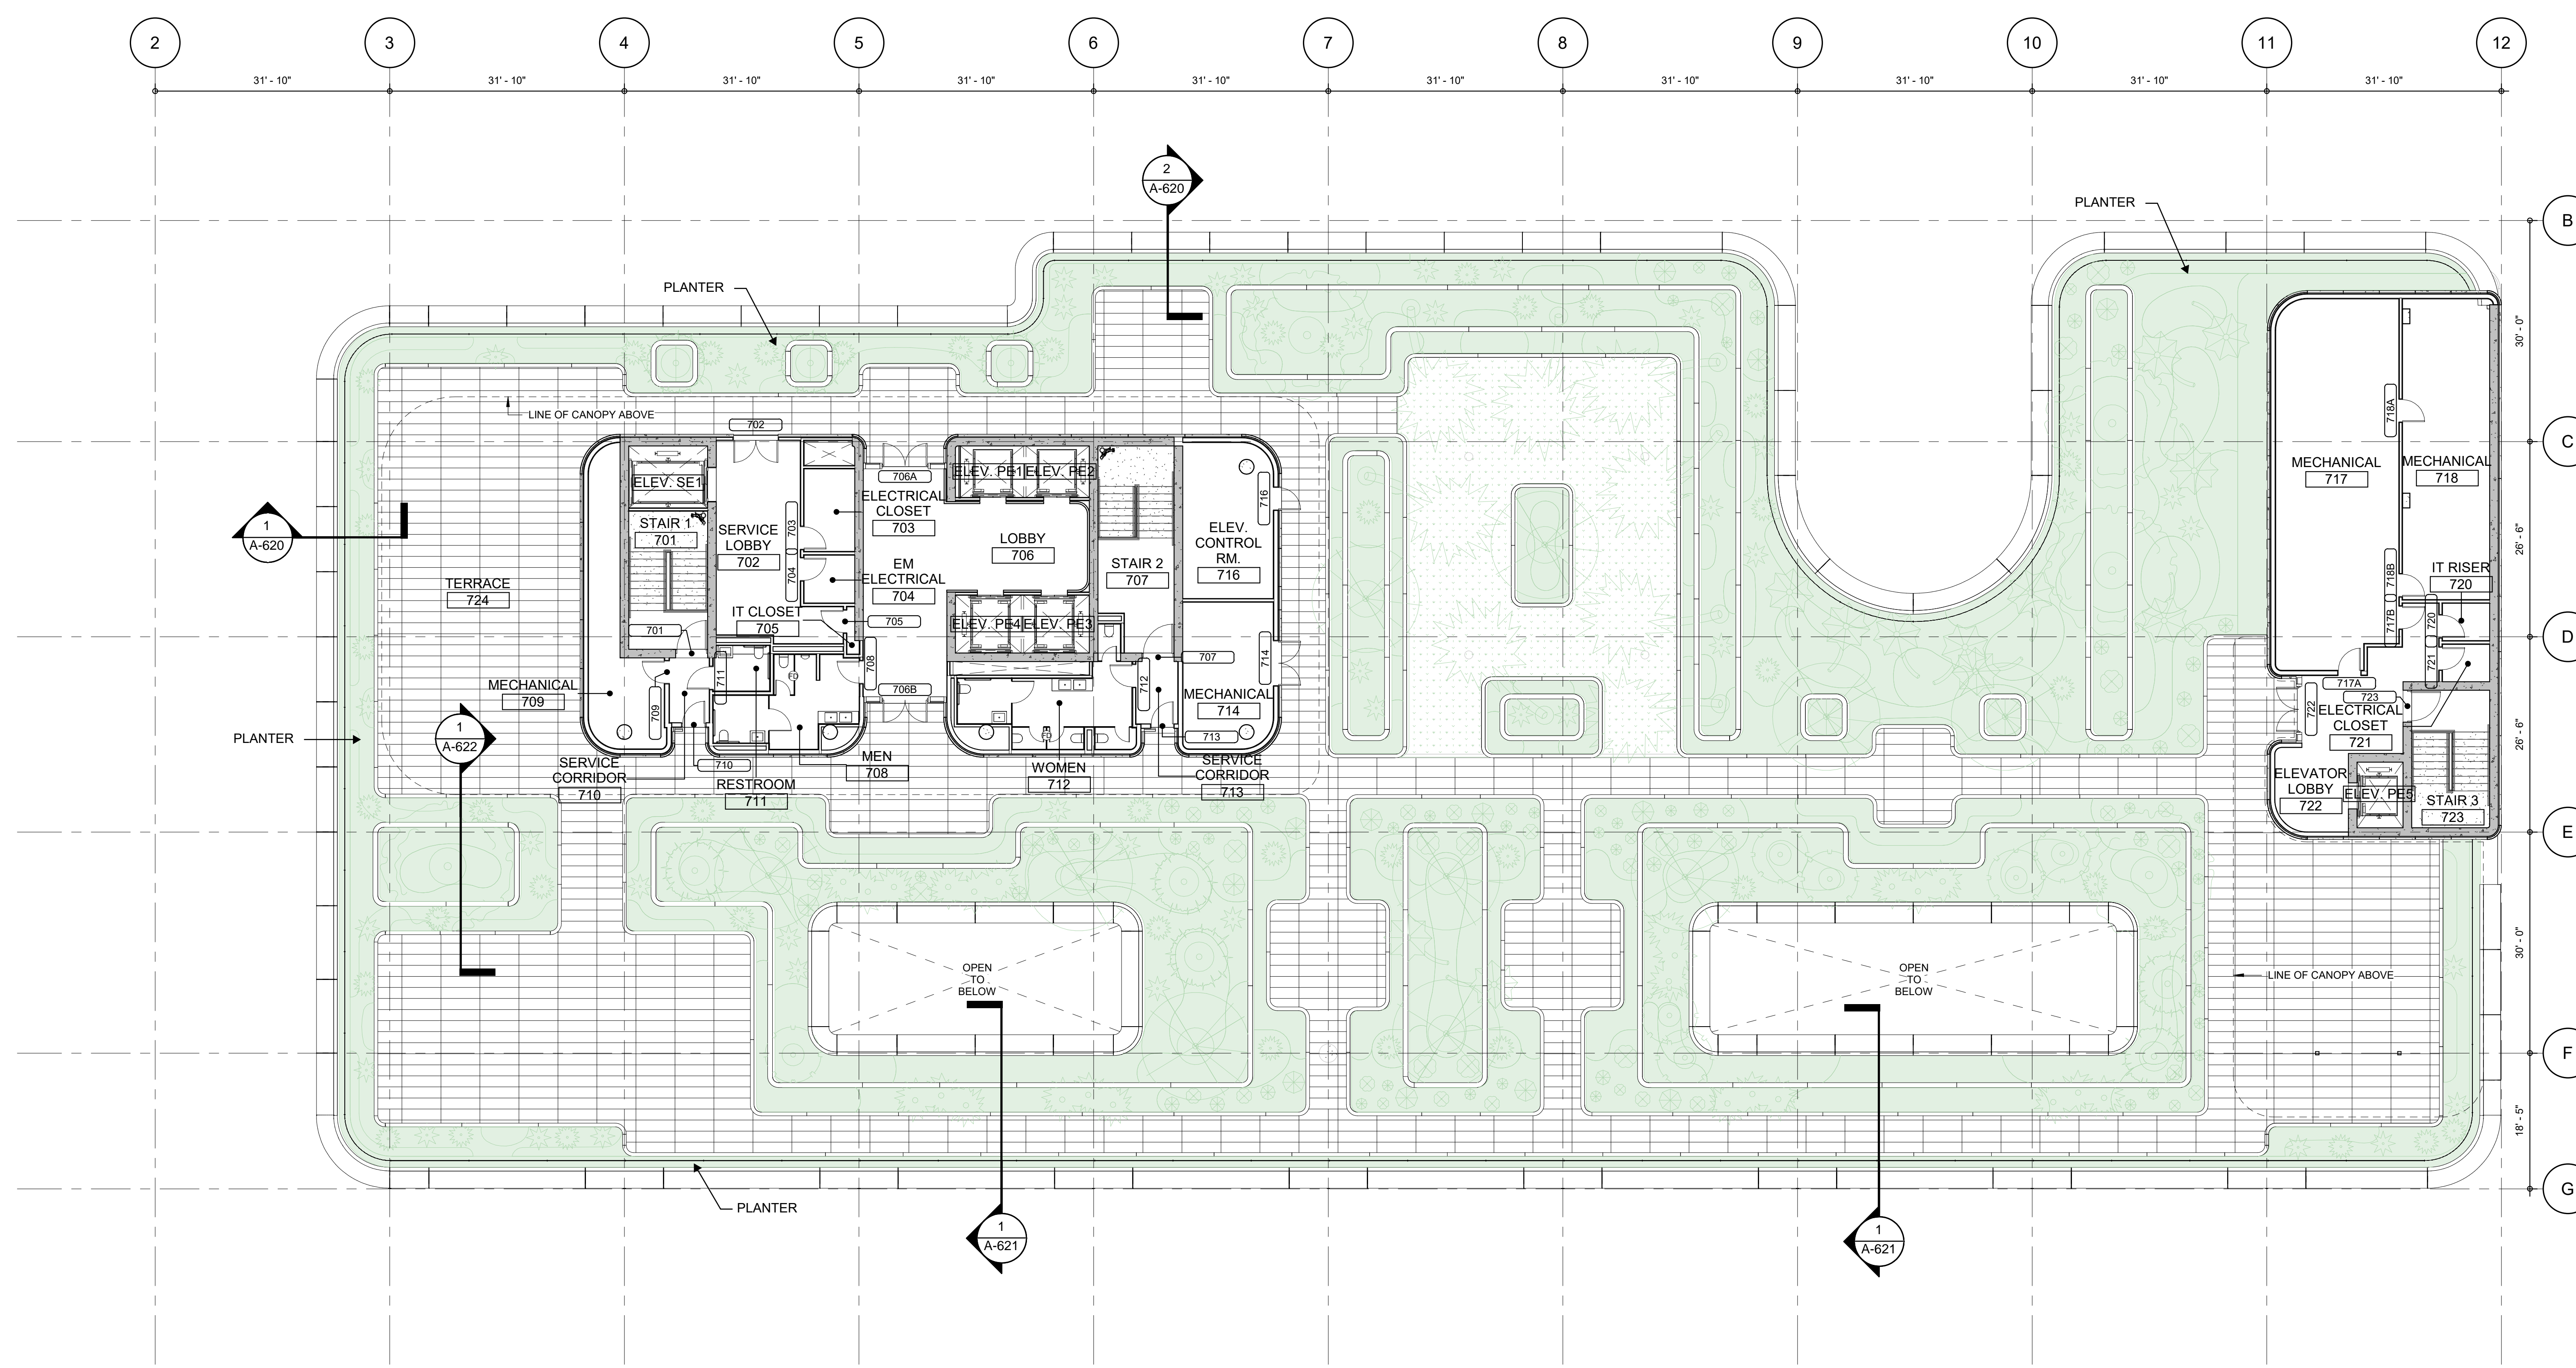 2 3 4 5 6 7 8 9 10 11 12
31' - 10" 31' - 10" 31' - 10" 31' - 10" 31' - 10" 31' - 10" 31' - 10" 31' - 10" 31' - 10" 31' - 10"
2
A-620
PLANTER
B
PLANTER
30' - 0"
LINE OF CANOPY ABOVE
702
718A
C
ELEV. SE1
706A
ELEV. PE1
ELEV. PE2
716
MECHANICAL
717
MECHANICAL
718
ELECTRICAL
CLOSET
703
1
A-620
STAIR 1
701
SERVICE
LOBBY
702
703
LOBBY
706
ELEV.
CONTROL
RM.
716
26' - 6"
TERRACE
724
704
EM
ELECTRICAL
704
STAIR 2
707
718B
IT RISER
720
IT CLOSET
705
705
ELEV. PE4
ELEV. PE3
701
717B
720
D
708
707
714
721
711
712
MECHANICAL
709
709
706B
MECHANICAL
714
717A
723
722
ELECTRICAL
CLOSET
721
1
A-622
PLANTER
713
26' - 6"
SERVICE
CORRIDOR
710
710
MEN
708
RESTROOM
711
WOMEN
712
SERVICE
CORRIDOR
713
ELEVATOR
LOBBY
722
ELEV. PE5
STAIR 3
723
E
OPEN
TO
BELOW
OPEN
TO
BELOW
LINE OF CANOPY ABOVE
30' - 0"
F
18' - 5"
G
PLANTER
1
A-621
1
A-621
FD
FD